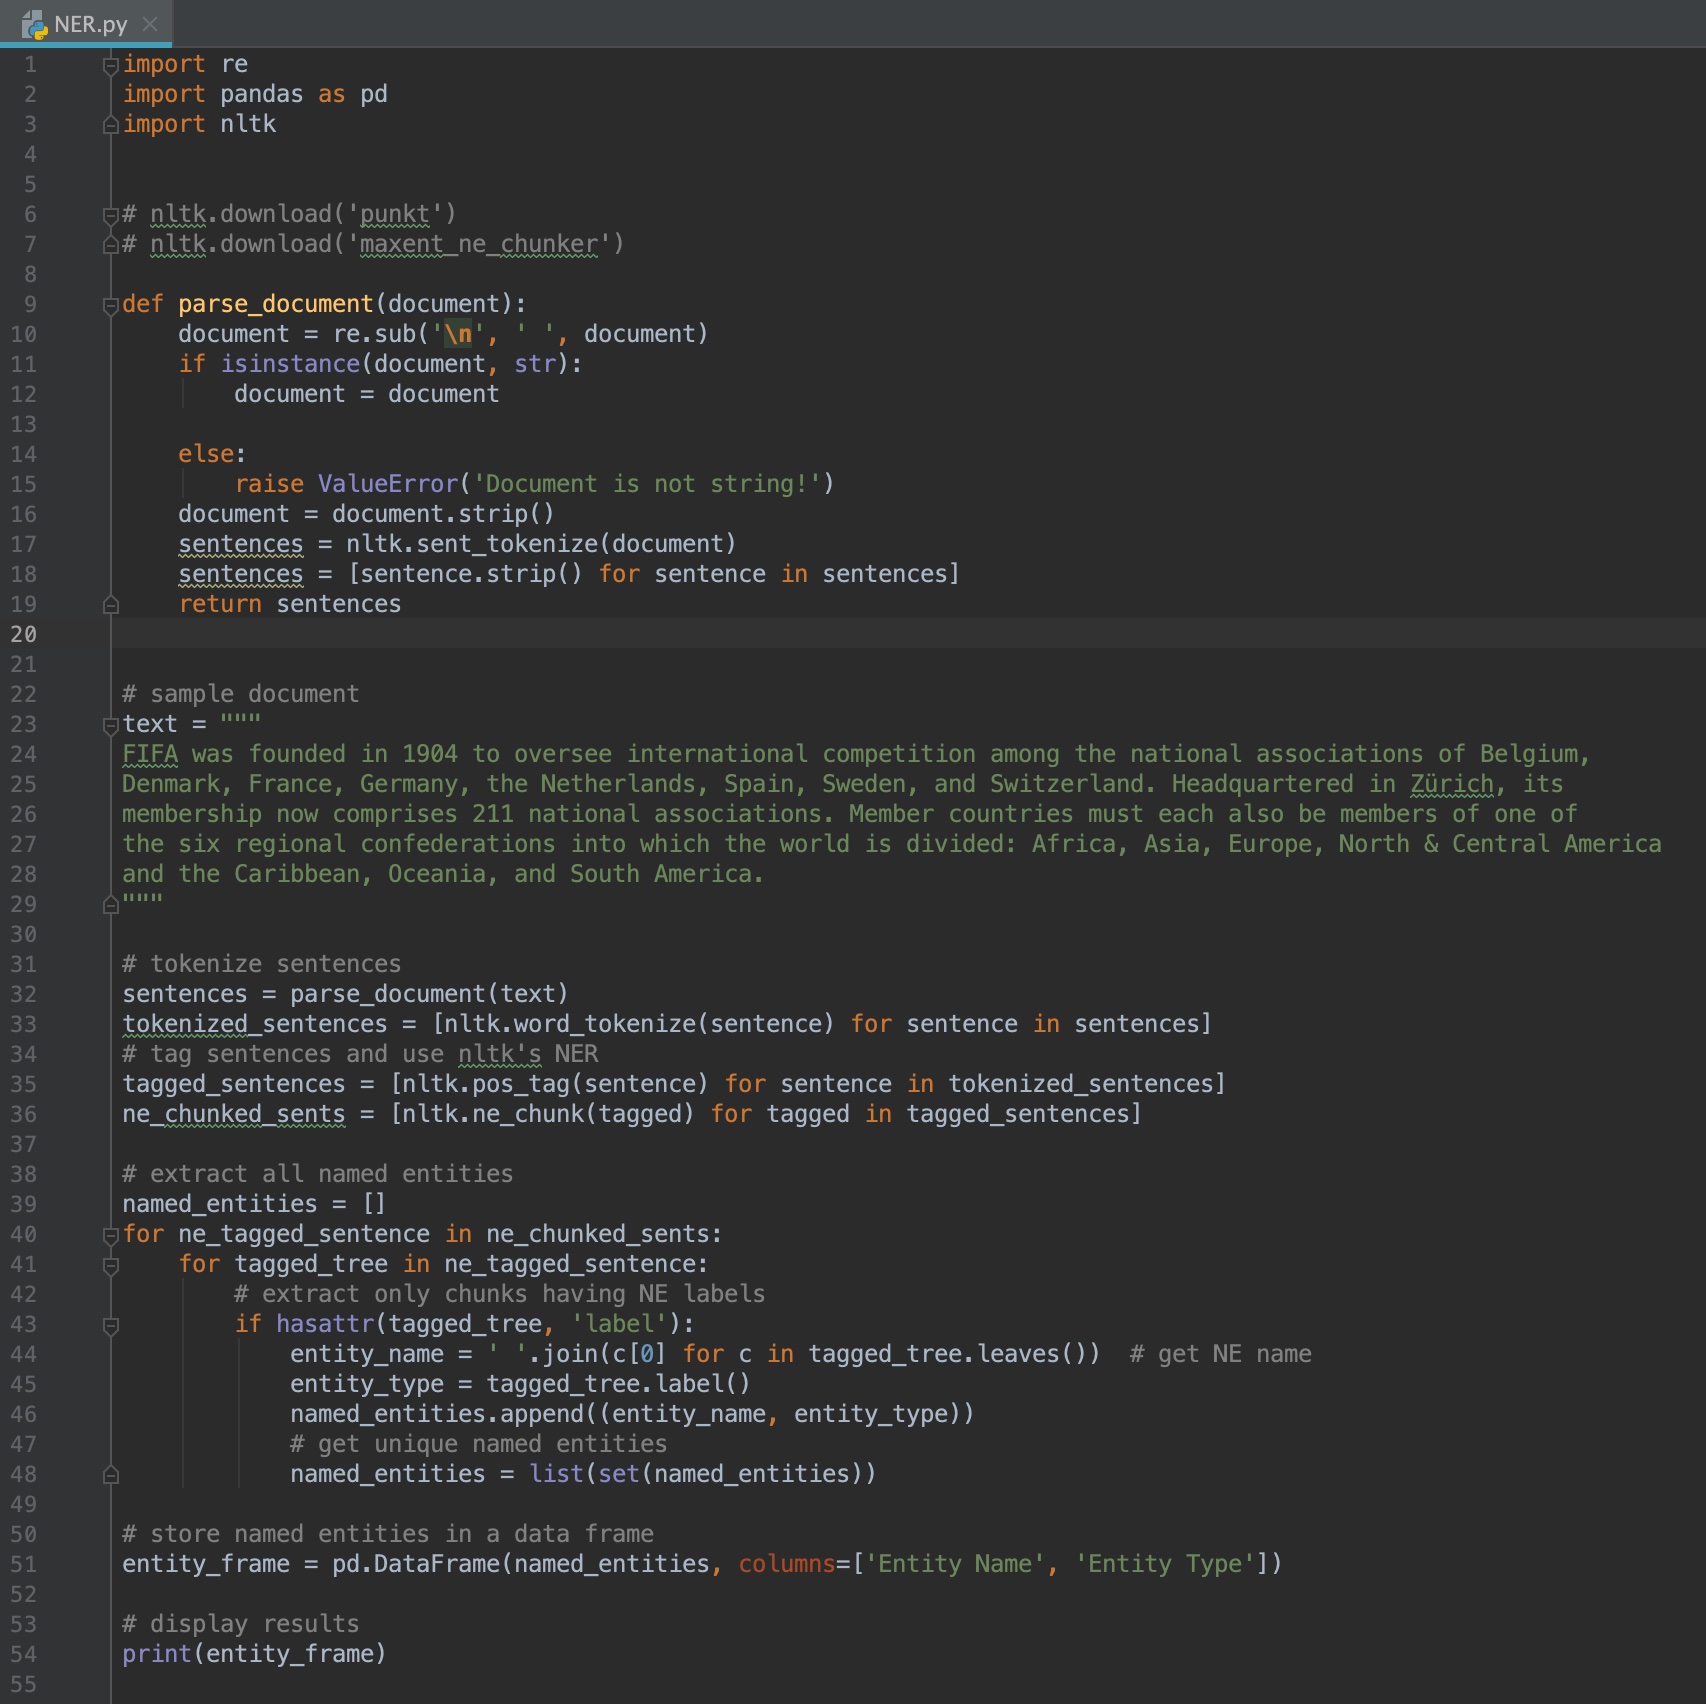 NER.py
1 import re
2 import pandas as pd
3 import nltk
4
5
6 # nltk.download('punkt')
7 # nltk.download('maxent_ne_chunker')
8
9 def parse_document(document):
10     document = re.sub('\n', ' ', document)
11     if isinstance(document, str):
12         document = document
13
14     else:
15         raise ValueError('Document is not string!')
16     document = document.strip()
17     sentences = nltk.sent_tokenize(document)
18     sentences = [sentence.strip() for sentence in sentences]
19     return sentences
20
21
22 # sample document
23 text = """
24 FIFA was founded in 1904 to oversee international competition among the national associations of Belgium,
25 Denmark, France, Germany, the Netherlands, Spain, Sweden, and Switzerland. Headquartered in Zürich, its
26 membership now comprises 211 national associations. Member countries must each also be members of one of
27 the six regional confederations into which the world is divided: Africa, Asia, Europe, North & Central America
28 and the Caribbean, Oceania, and South America.
29 """
30
31 # tokenize sentences
32 sentences = parse_document(text)
33 tokenized_sentences = [nltk.word_tokenize(sentence) for sentence in sentences]
34 # tag sentences and use nltk's NER
35 tagged_sentences = [nltk.pos_tag(sentence) for sentence in tokenized_sentences]
36 ne_chunked_sents = [nltk.ne_chunk(tagged) for tagged in tagged_sentences]
37
38 # extract all named entities
39 named_entities = []
40 for ne_tagged_sentence in ne_chunked_sents:
41     for tagged_tree in ne_tagged_sentence:
42         # extract only chunks having NE labels
43         if hasattr(tagged_tree, 'label'):
44             entity_name = ' '.join(c[0] for c in tagged_tree.leaves())  # get NE name
45             entity_type = tagged_tree.label()
46             named_entities.append((entity_name, entity_type))
47             # get unique named entities
48             named_entities = list(set(named_entities))
49
50 # store named entities in a data frame
51 entity_frame = pd.DataFrame(named_entities, columns=['Entity Name', 'Entity Type'])
52
53 # display results
54 print(entity_frame)
55